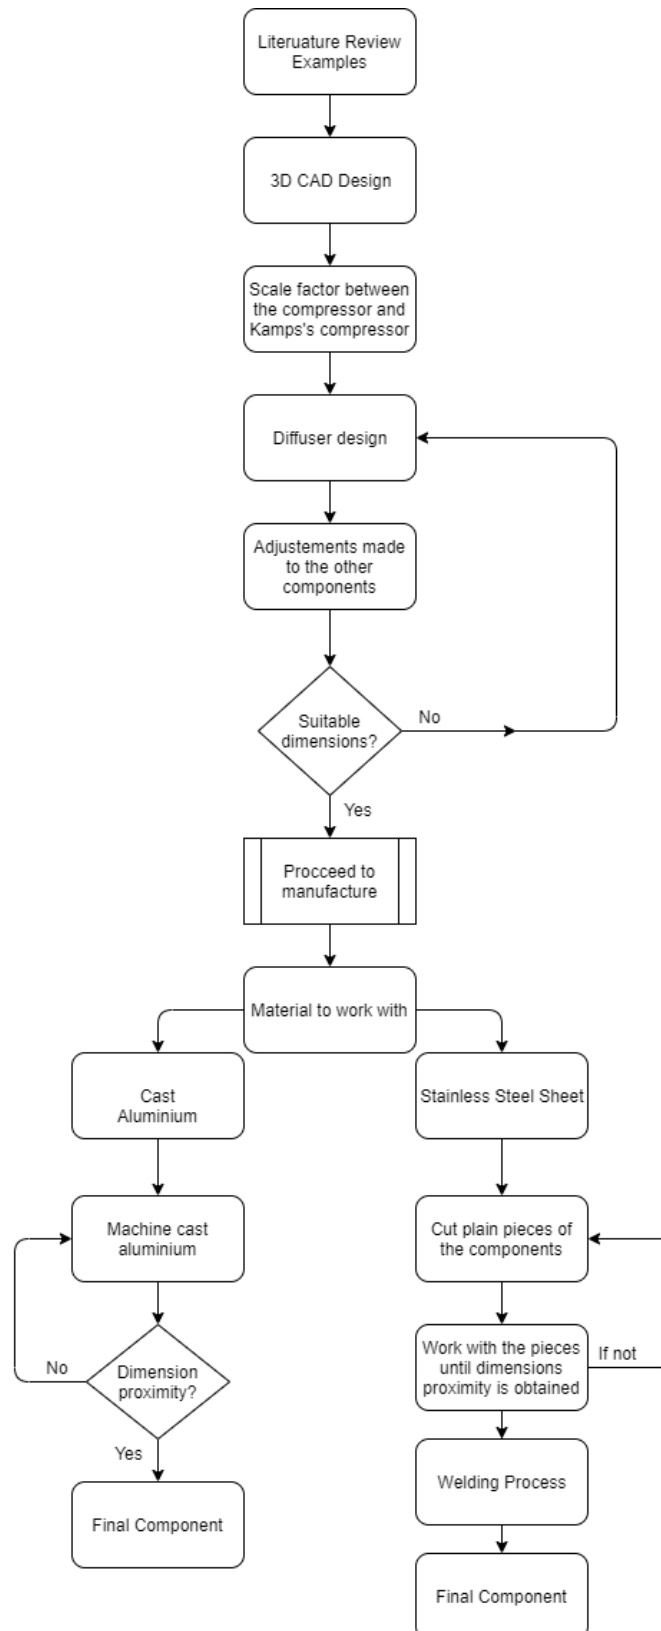 Literuature Review
Examples
3D CAD Design
Scale factor between
the compressor and
Kamps's compressor
Diffuser design
Adjustements made
to the other
components
Suitable
dimensions?
No
Yes
Procceed to
manufacture
Material to work with
Cast
Aluminium
Stainless Steel Sheet
Machine cast
aluminium
Cut plain pieces of
the components
No
Dimension
proximity?
Work with the pieces
until dimensions
proximity is obtained
If not
Yes
Final Component
Welding Process
Final Component